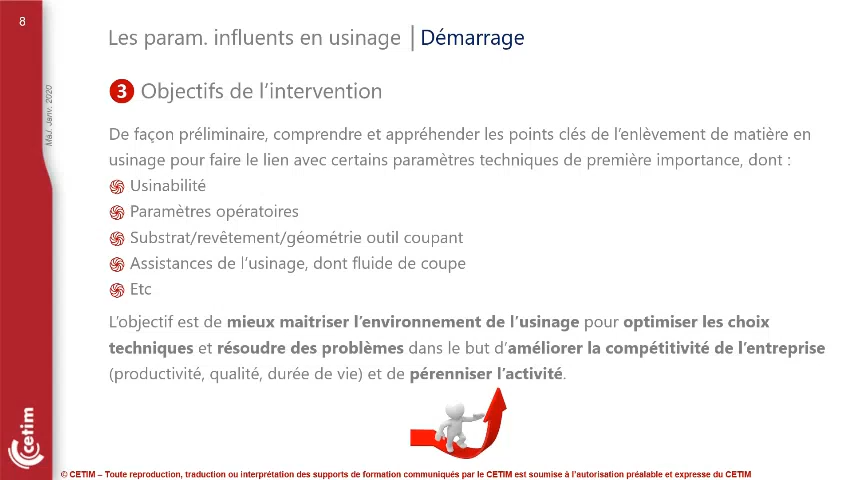 8
Les param. influents en usinage | Démarrage
MàJ. Janv. 2020
3 Objectifs de l’intervention
De façon préliminaire, comprendre et appréhender les points clés de l’enlèvement de matière en
usinage pour faire le lien avec certains paramètres techniques de première importance, dont :
Usinabilité
Paramètres opératoires
Substrat/revêtement/géométrie outil coupant
Assistances de l’usinage, dont fluide de coupe
Etc
L’objectif est de mieux maitriser l’environnement de l’usinage pour optimiser les choix
techniques et résoudre des problèmes dans le but d’améliorer la compétitivité de l’entreprise
(productivité, qualité, durée de vie) et de pérenniser l’activité.
cetim
© CETIM – Toute reproduction, traduction ou interprétation des supports de formation communiqués par le CETIM est soumise à l’autorisation préalable et expresse du CETIM